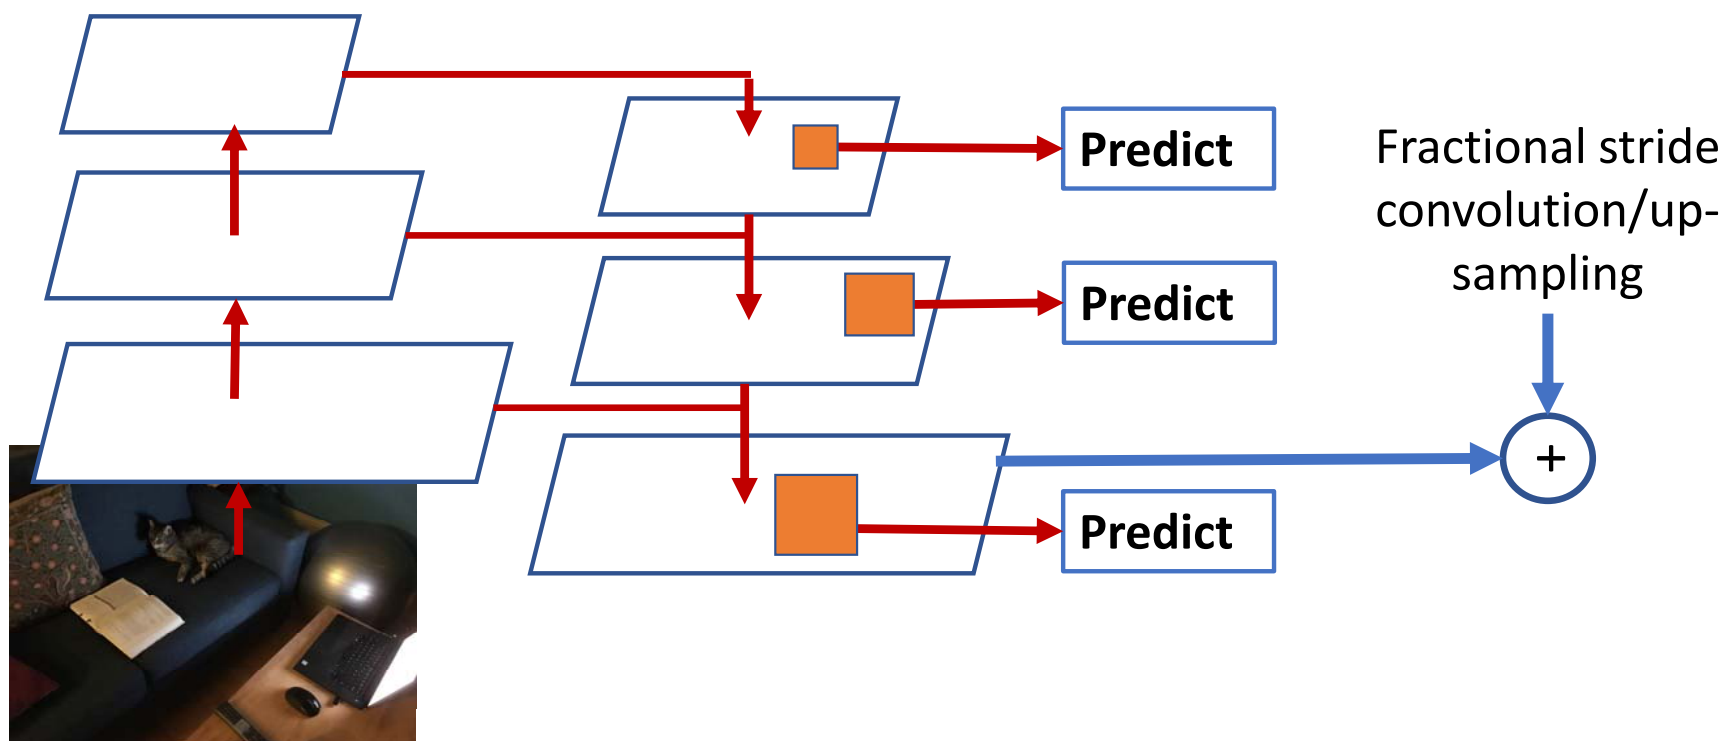 Predict
Fractional stride
convolution/up-
sampling
Predict
+
Predict